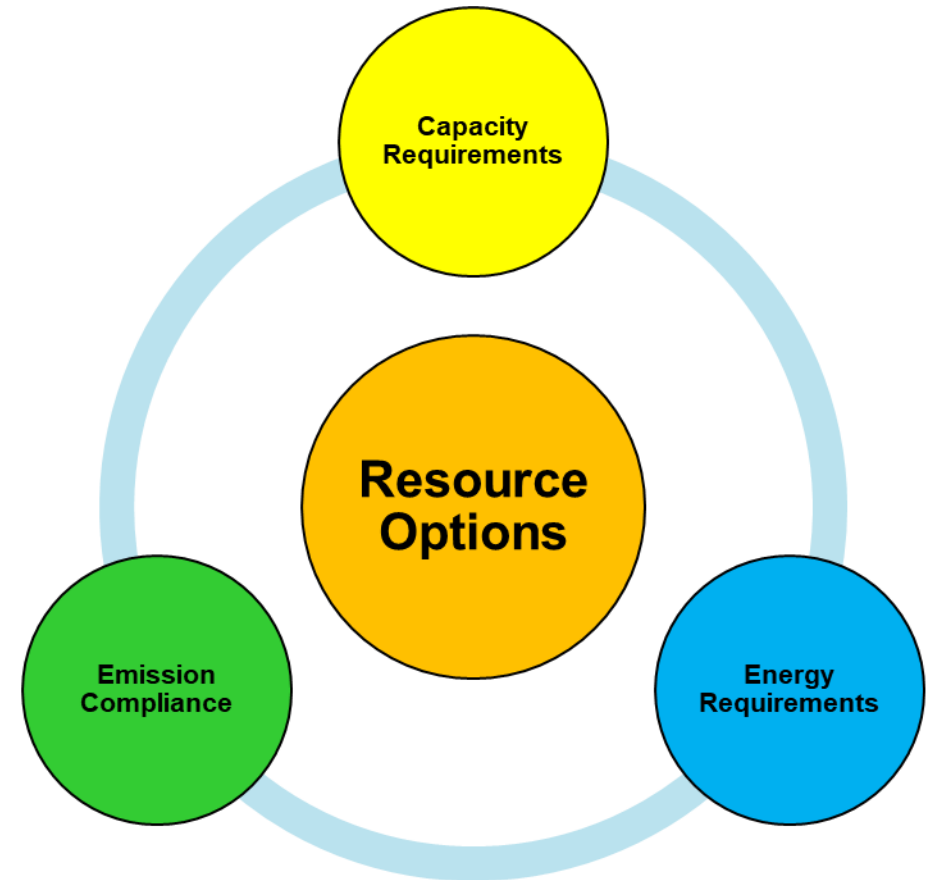 Capacity
Requirements
Resource
Options
Emission
Compliance
Energy
Requirements